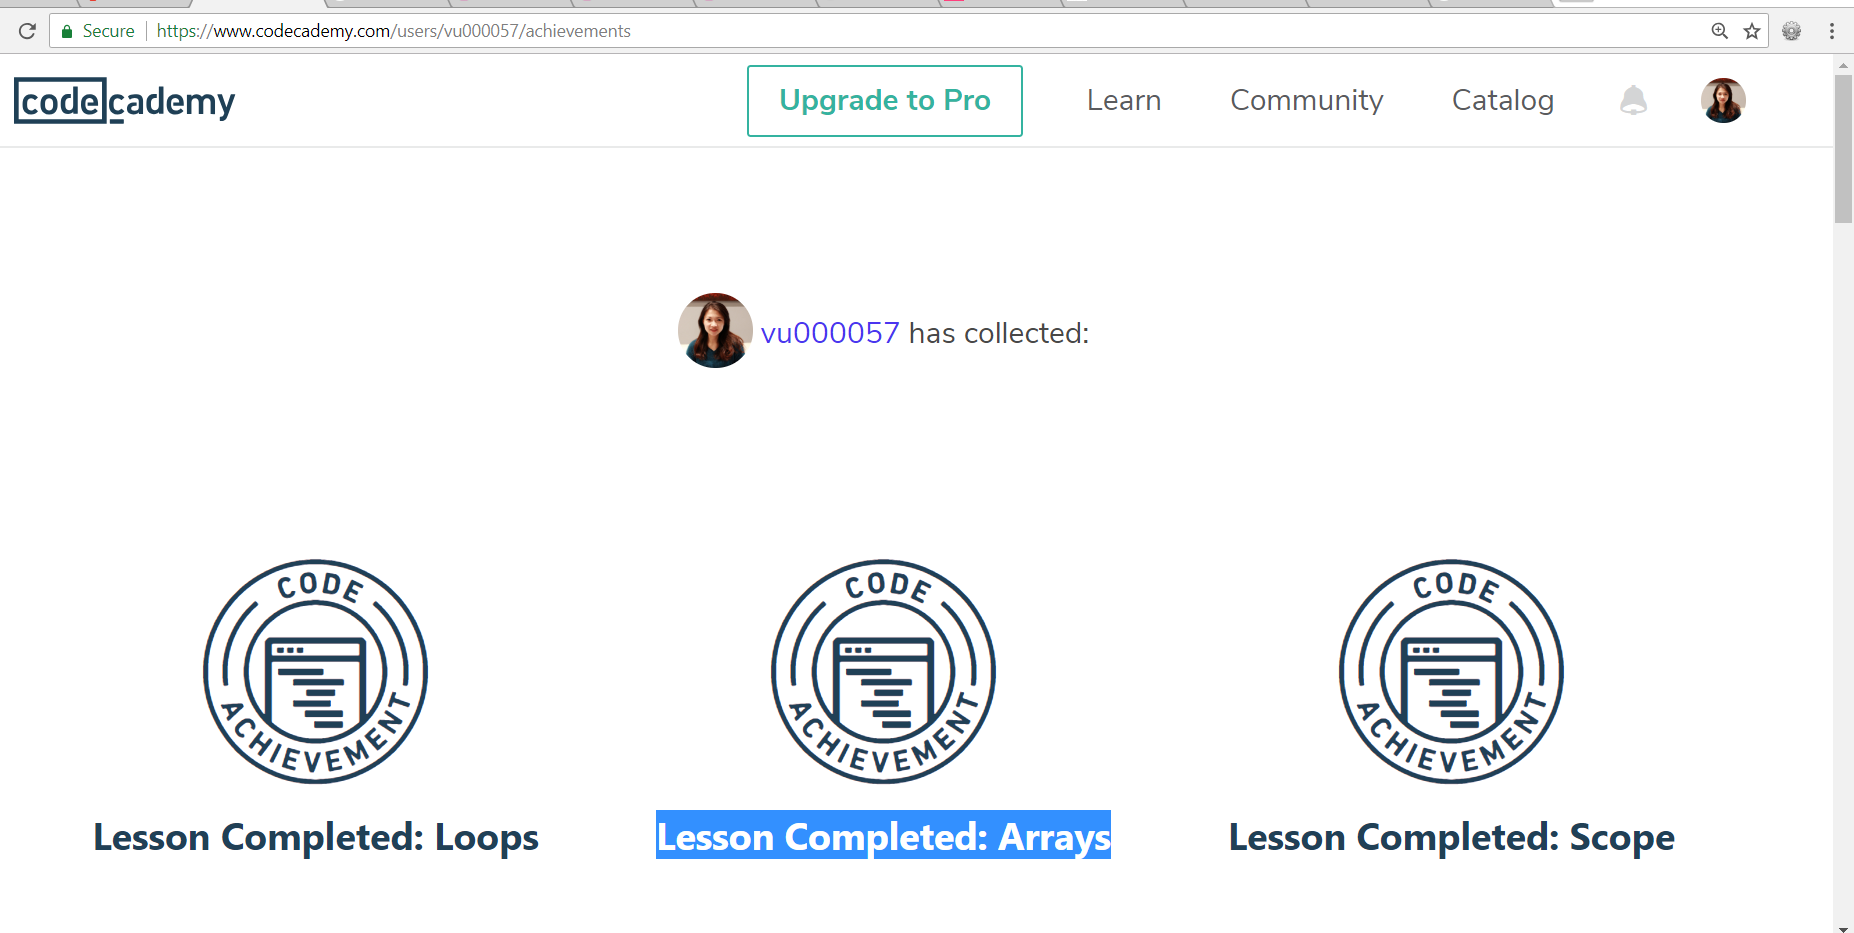 Secure https://www.codecademy.com/users/vu000057/achievements
codecademy Upgrade to Pro Learn Community Catalog
vu000057 has collected:
CODE ACHIEVEMENT CODE ACHIEVEMENT CODE ACHIEVEMENT
Lesson Completed: Loops Lesson Completed: Arrays Lesson Completed: Scope